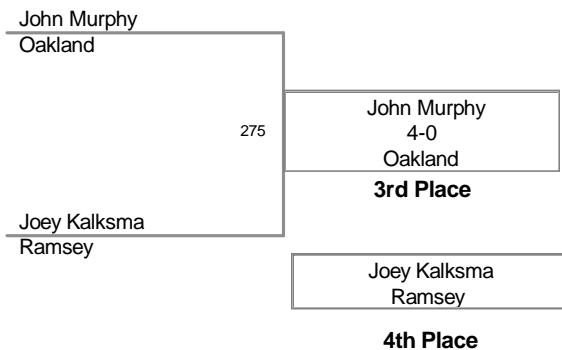 John Murphy
Oakland
275
John Murphy
4-0
Oakland
3rd Place
Joey Kalksma
Ramsey
Joey Kalksma
Ramsey
4th Place